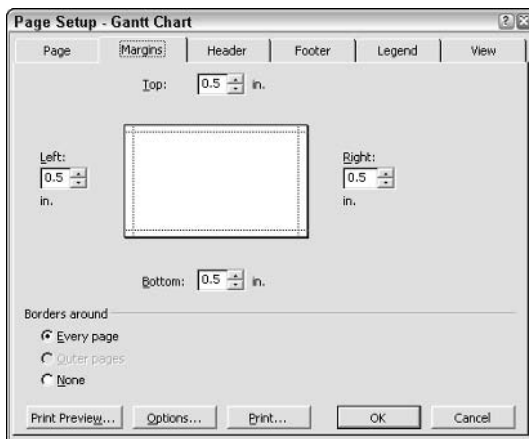 Page Setup - Gantt Chart
Page Margins Header Footer Legend View
Top: 0.5 in.
Left: Right:
0.5 0.5
in. in.
Bottom: 0.5 in.
Borders around
Every page
Outer pages
None
Print Preview... Options... Print... OK Cancel